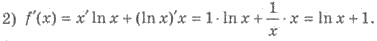 2) f'(x) = x' ln x + (ln x)' x = 1 · ln x + 1/x · x = ln x + 1.